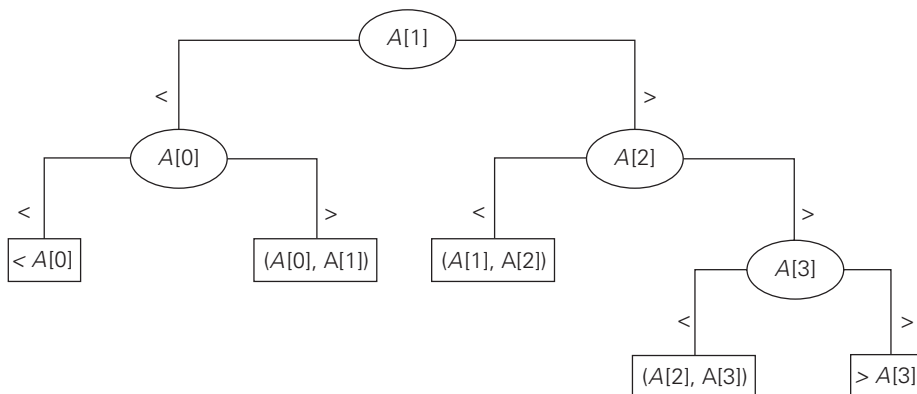 A[1]
< >
A[0] A[2]
< > < >
< A[0] (A[0], A[1]) (A[1], A[2]) A[3]
< >
(A[2], A[3]) > A[3]